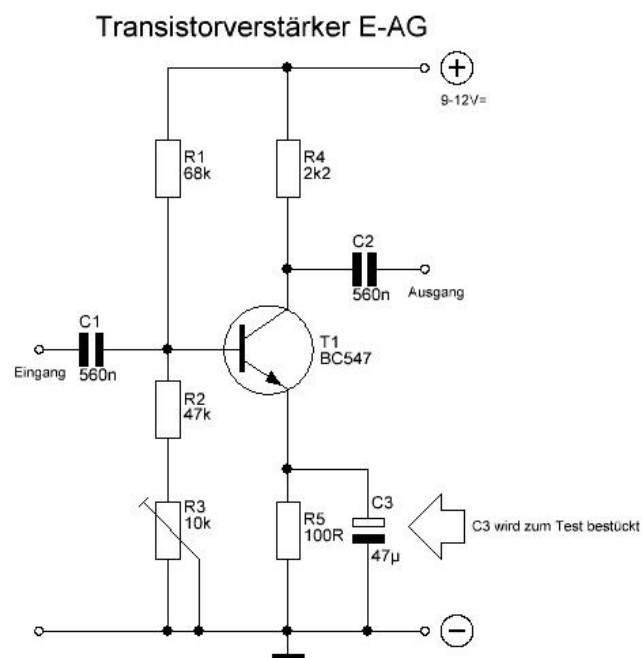 Transistorverstärker E-AG
9-12V=
R1
68k
R4
2k2
C2
560n
Ausgang
C1
560n
Eingang
T1
BC547
R2
47k
R3
10k
R5
100R
C3
47µ
C3 wird zum Test bestückt